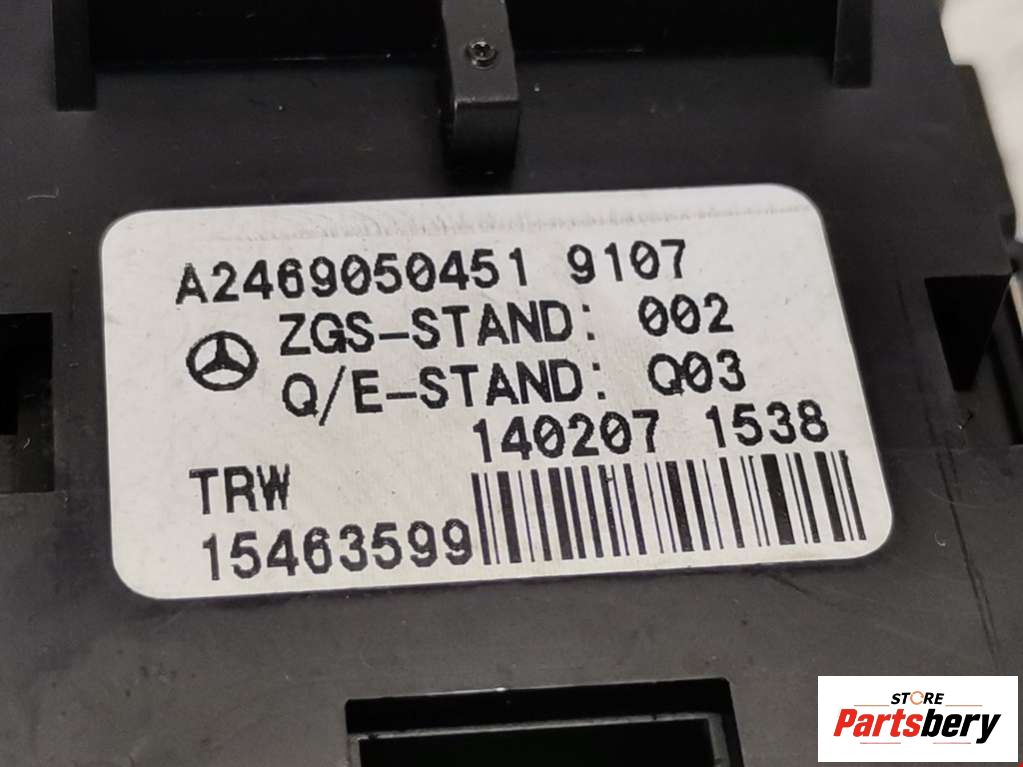 A2469050451 9107
ZGS-STAND: 002
Q/E-STAND: Q03
140207 1538
TRW
15463599
STORE
Partsbery